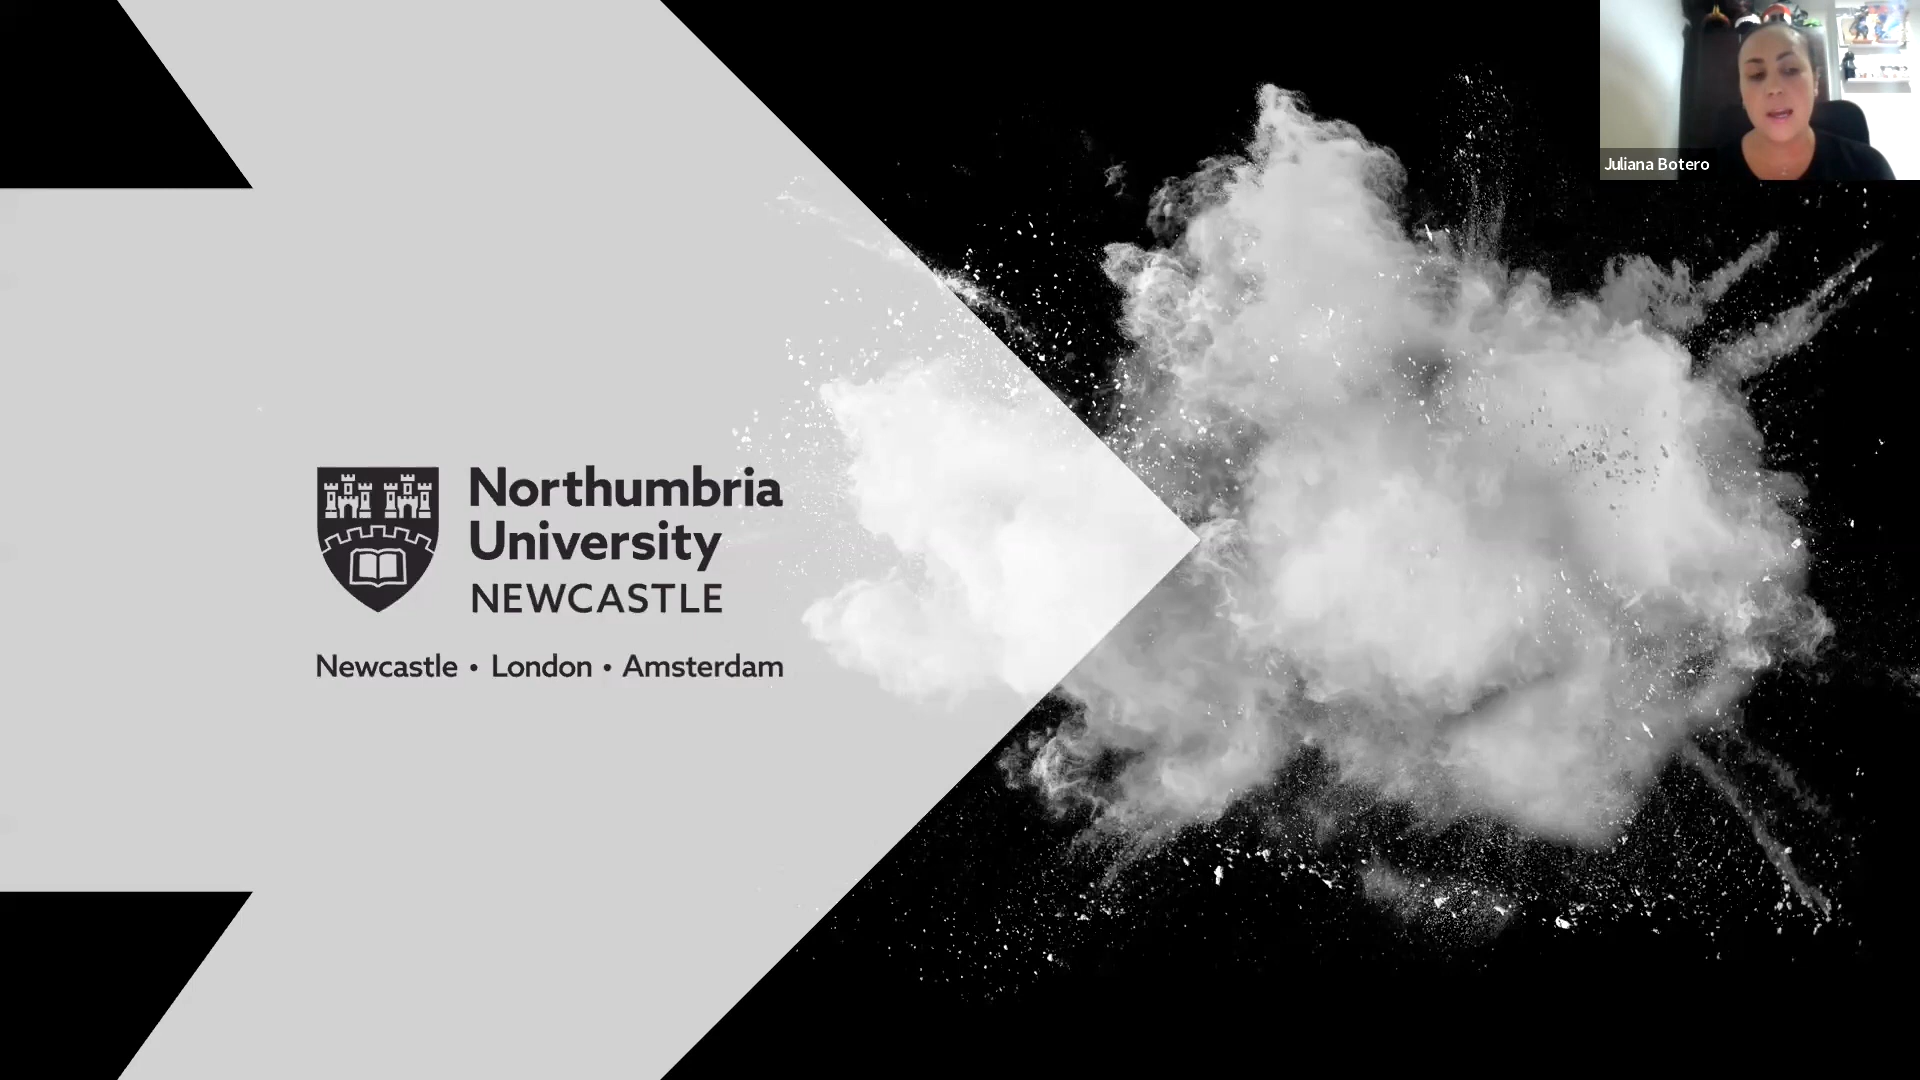 Juliana Botero
Northumbria
University
NEWCASTLE
Newcastle • London • Amsterdam